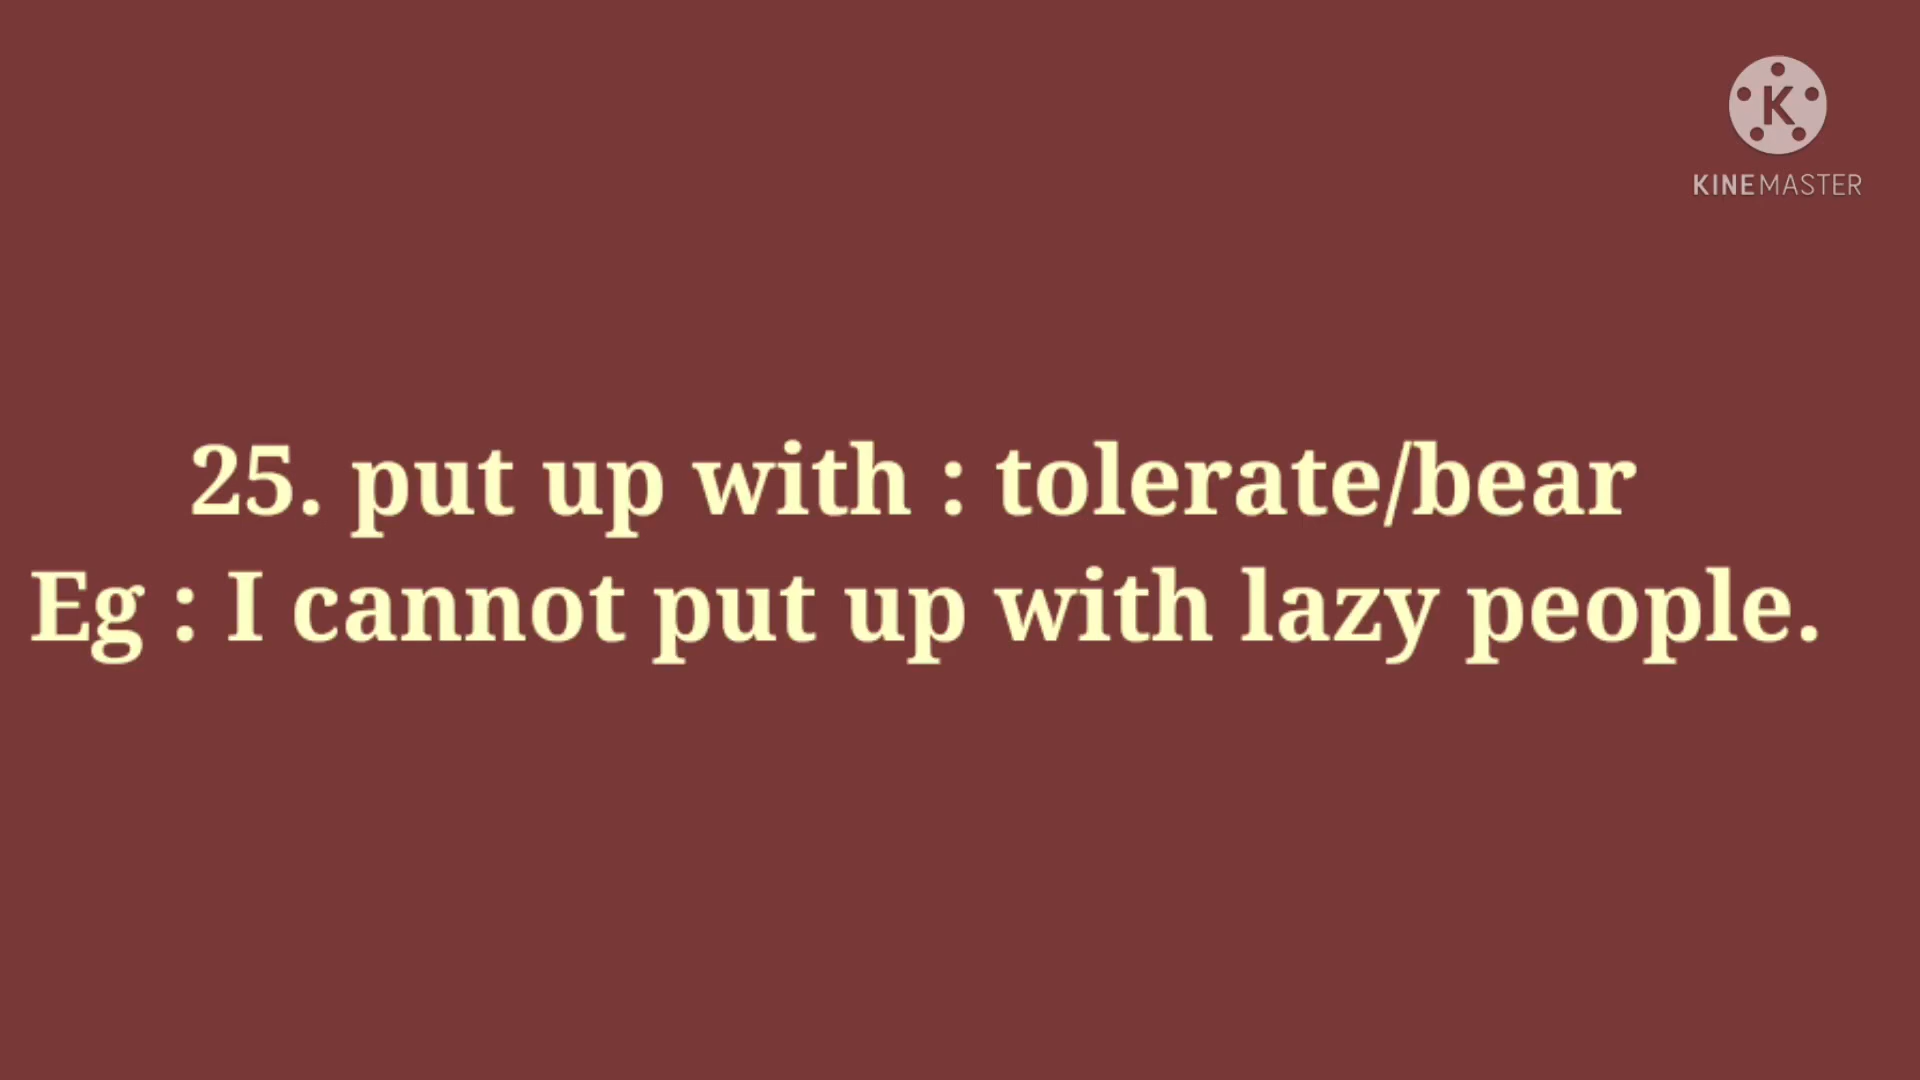 K
KINEMASTER
25. put up with : tolerate/bear
Eg : I cannot put up with lazy people.